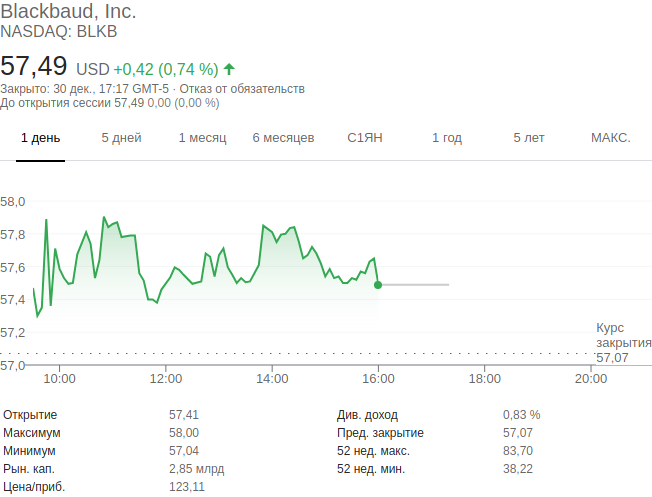 Blackbaud, Inc.
NASDAQ: BLKB
57,49 USD +0,42 (0,74 %)
Закрыто: 30 дек., 17:17 GMT-5 · Отказ от обязательств
До открытия сессии 57,49 0,00 (0,00 %)
1 день 5 дней 1 месяц 6 месяцев С1ЯН 1 год 5 лет МАКС.
58,0
57,8
57,6
57,4
57,2
57,0
Курс
закрытия
57,07
10:00 12:00 14:00 16:00 18:00 20:00
Открытие 57,41 Див. доход 0,83 %
Максимум 58,00 Пред. закрытие 57,07
Минимум 57,04 52 нед. макс. 83,70
Рын. кап. 2,85 млрд 52 нед. мин. 38,22
Цена/приб. 123,11